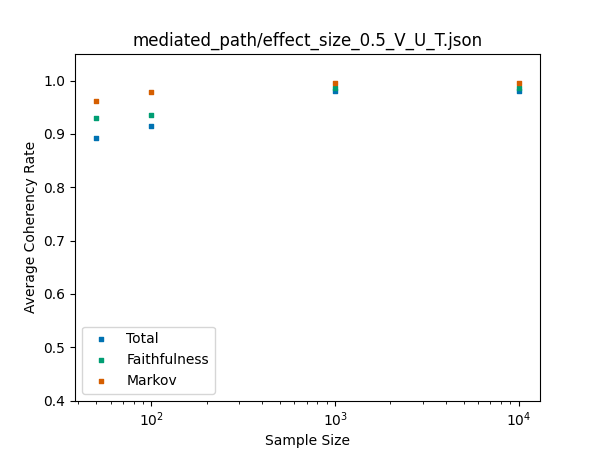 mediated_path/effect_size_0.5_V_U_T.json
Average Coherency Rate
1.0
0.9
0.8
0.7
0.6
0.5
0.4
Total
Faithfulness
Markov
10²
10³
10⁴
Sample Size